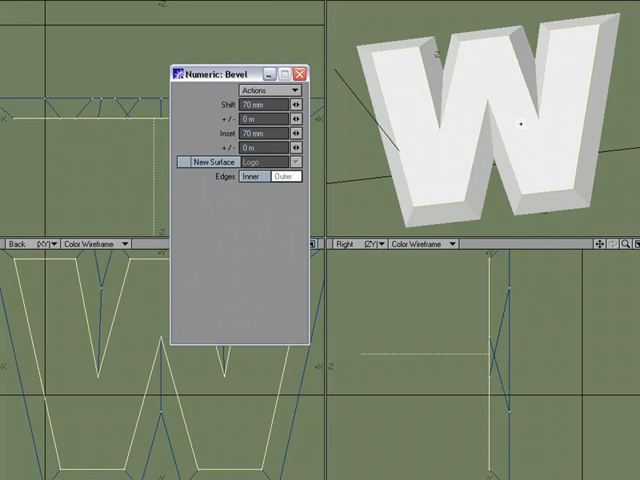 Numeric: Bevel
Actions
Shift 70 mm
+ / - 0 m
Inset 70 mm
+ / - 0 m
New Surface Logo
Edges Inner Outer
W
Back (XY) Color Wireframe
Right (ZY) Color Wireframe